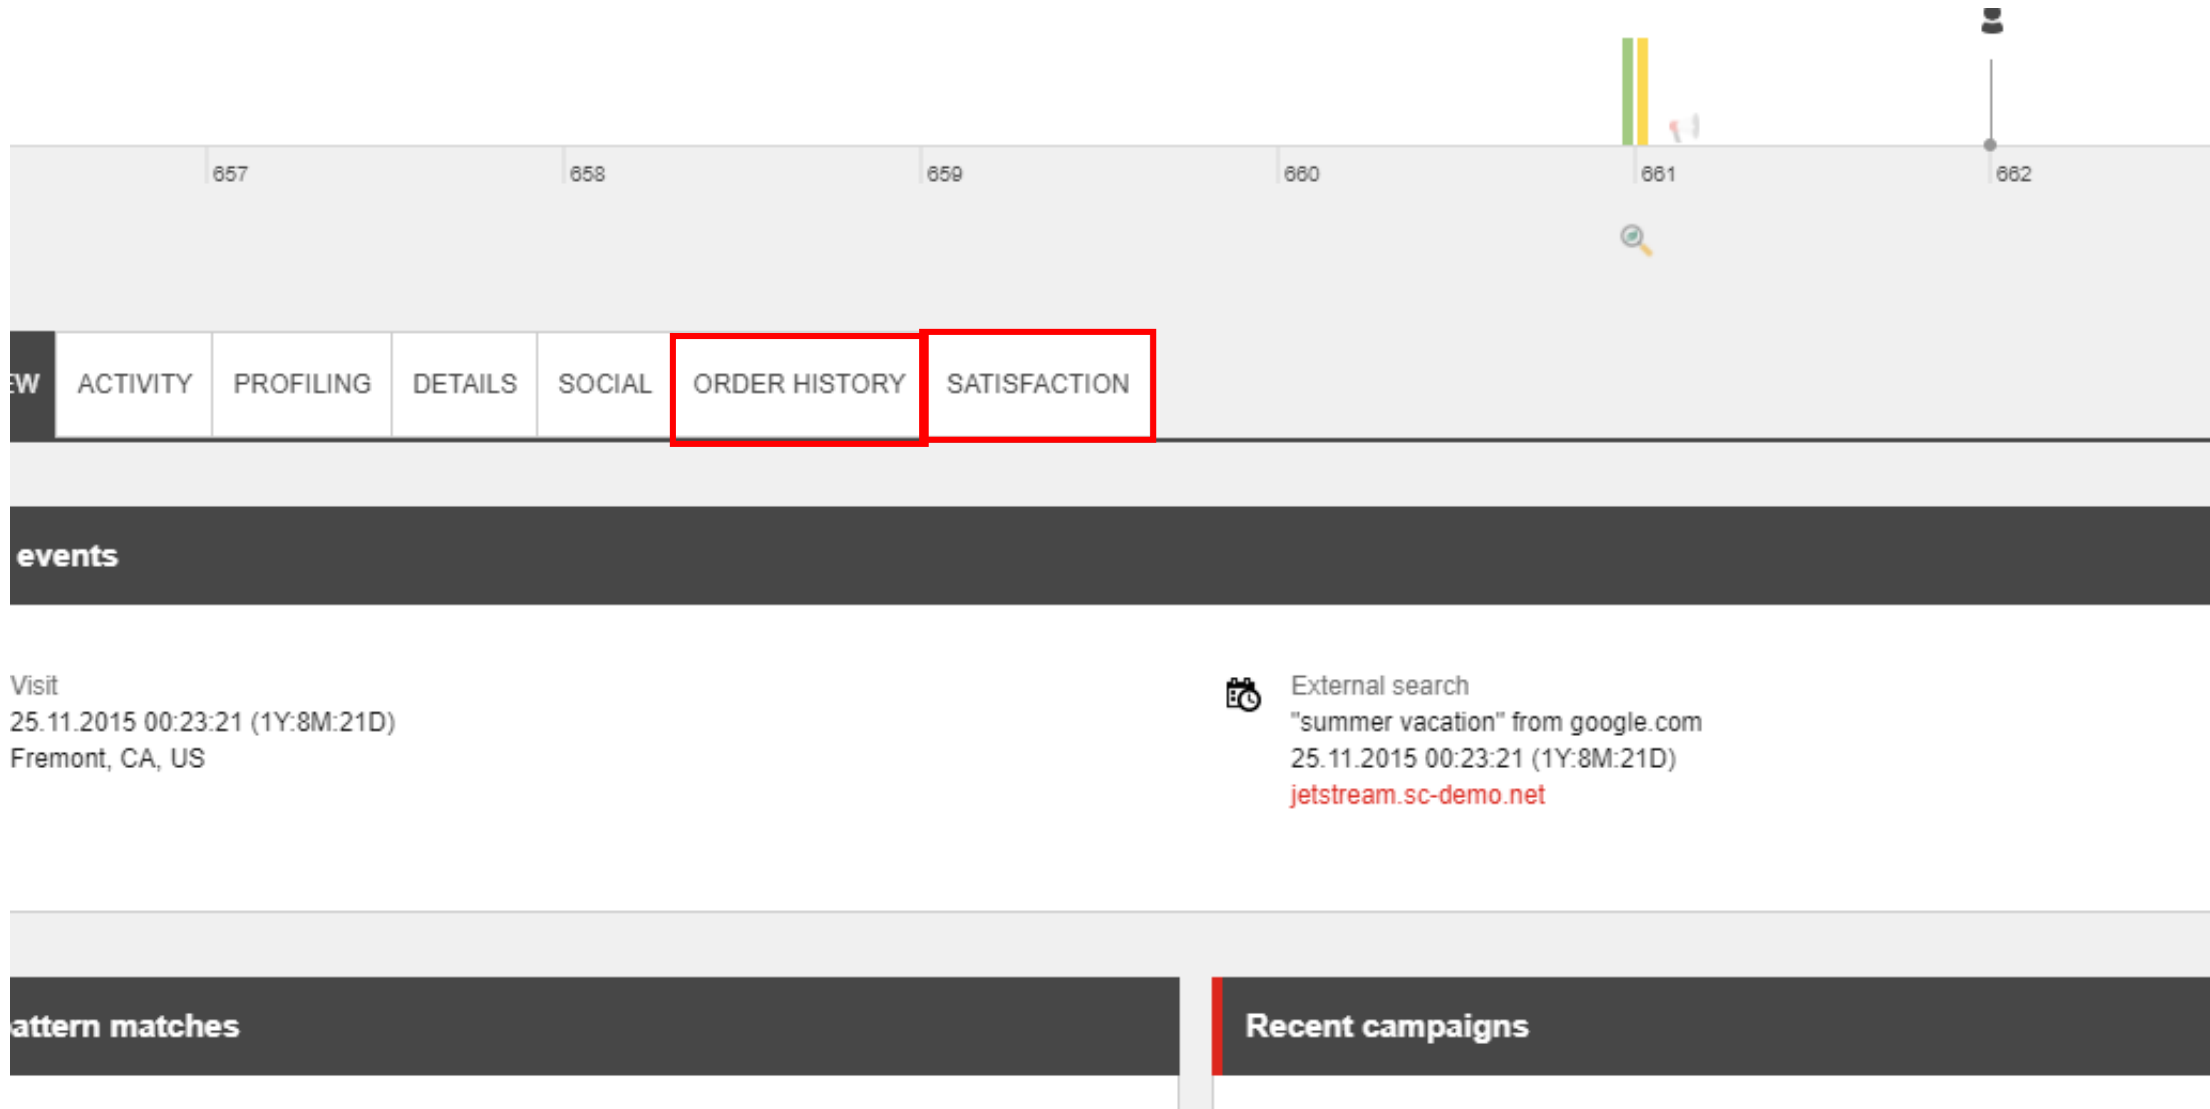 657 658 659 660 661 662
EW ACTIVITY PROFILING DETAILS SOCIAL ORDER HISTORY SATISFACTION
events
Visit
25.11.2015 00:23:21 (1Y:8M:21D)
Fremont, CA, US
External search
"summer vacation" from google.com
25.11.2015 00:23:21 (1Y:8M:21D)
jetstream.sc-demo.net
attern matches
Recent campaigns